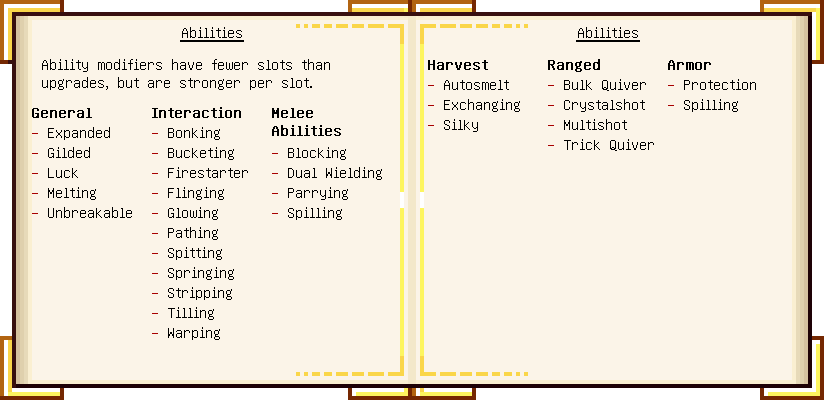 Abilities
Ability modifiers have fewer slots than
upgrades, but are stronger per slot.
General
- Expanded
- Gilded
- Luck
- Melting
- Unbreakable
Interaction
- Bonking
- Bucketing
- Firestarter
- Flinging
- Glowing
- Pathing
- Spitting
- Springing
- Stripping
- Tilling
- Warping
Melee
Abilities
- Blocking
- Dual Wielding
- Parrying
- Spilling
Abilities
Harvest
- Autosmelt
- Exchanging
- Silky
Ranged
- Bulk Quiver
- Crystalshot
- Multishot
- Trick Quiver
Armor
- Protection
- Spilling